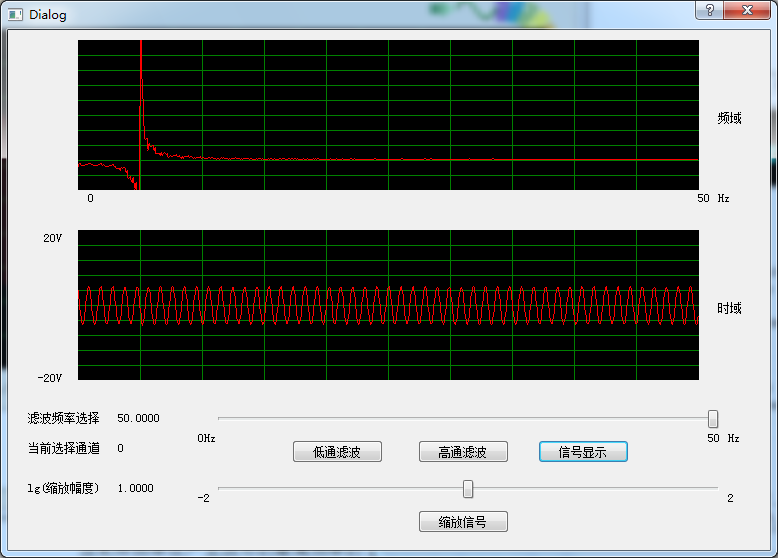 Dialog
频域
0
50 Hz
20V
时域
-20V
滤波频率选择 50.0000
0Hz
50 Hz
当前选择通道 0
低通滤波 高通滤波 信号显示
lg(缩放幅度) 1.0000
-2
2
缩放信号